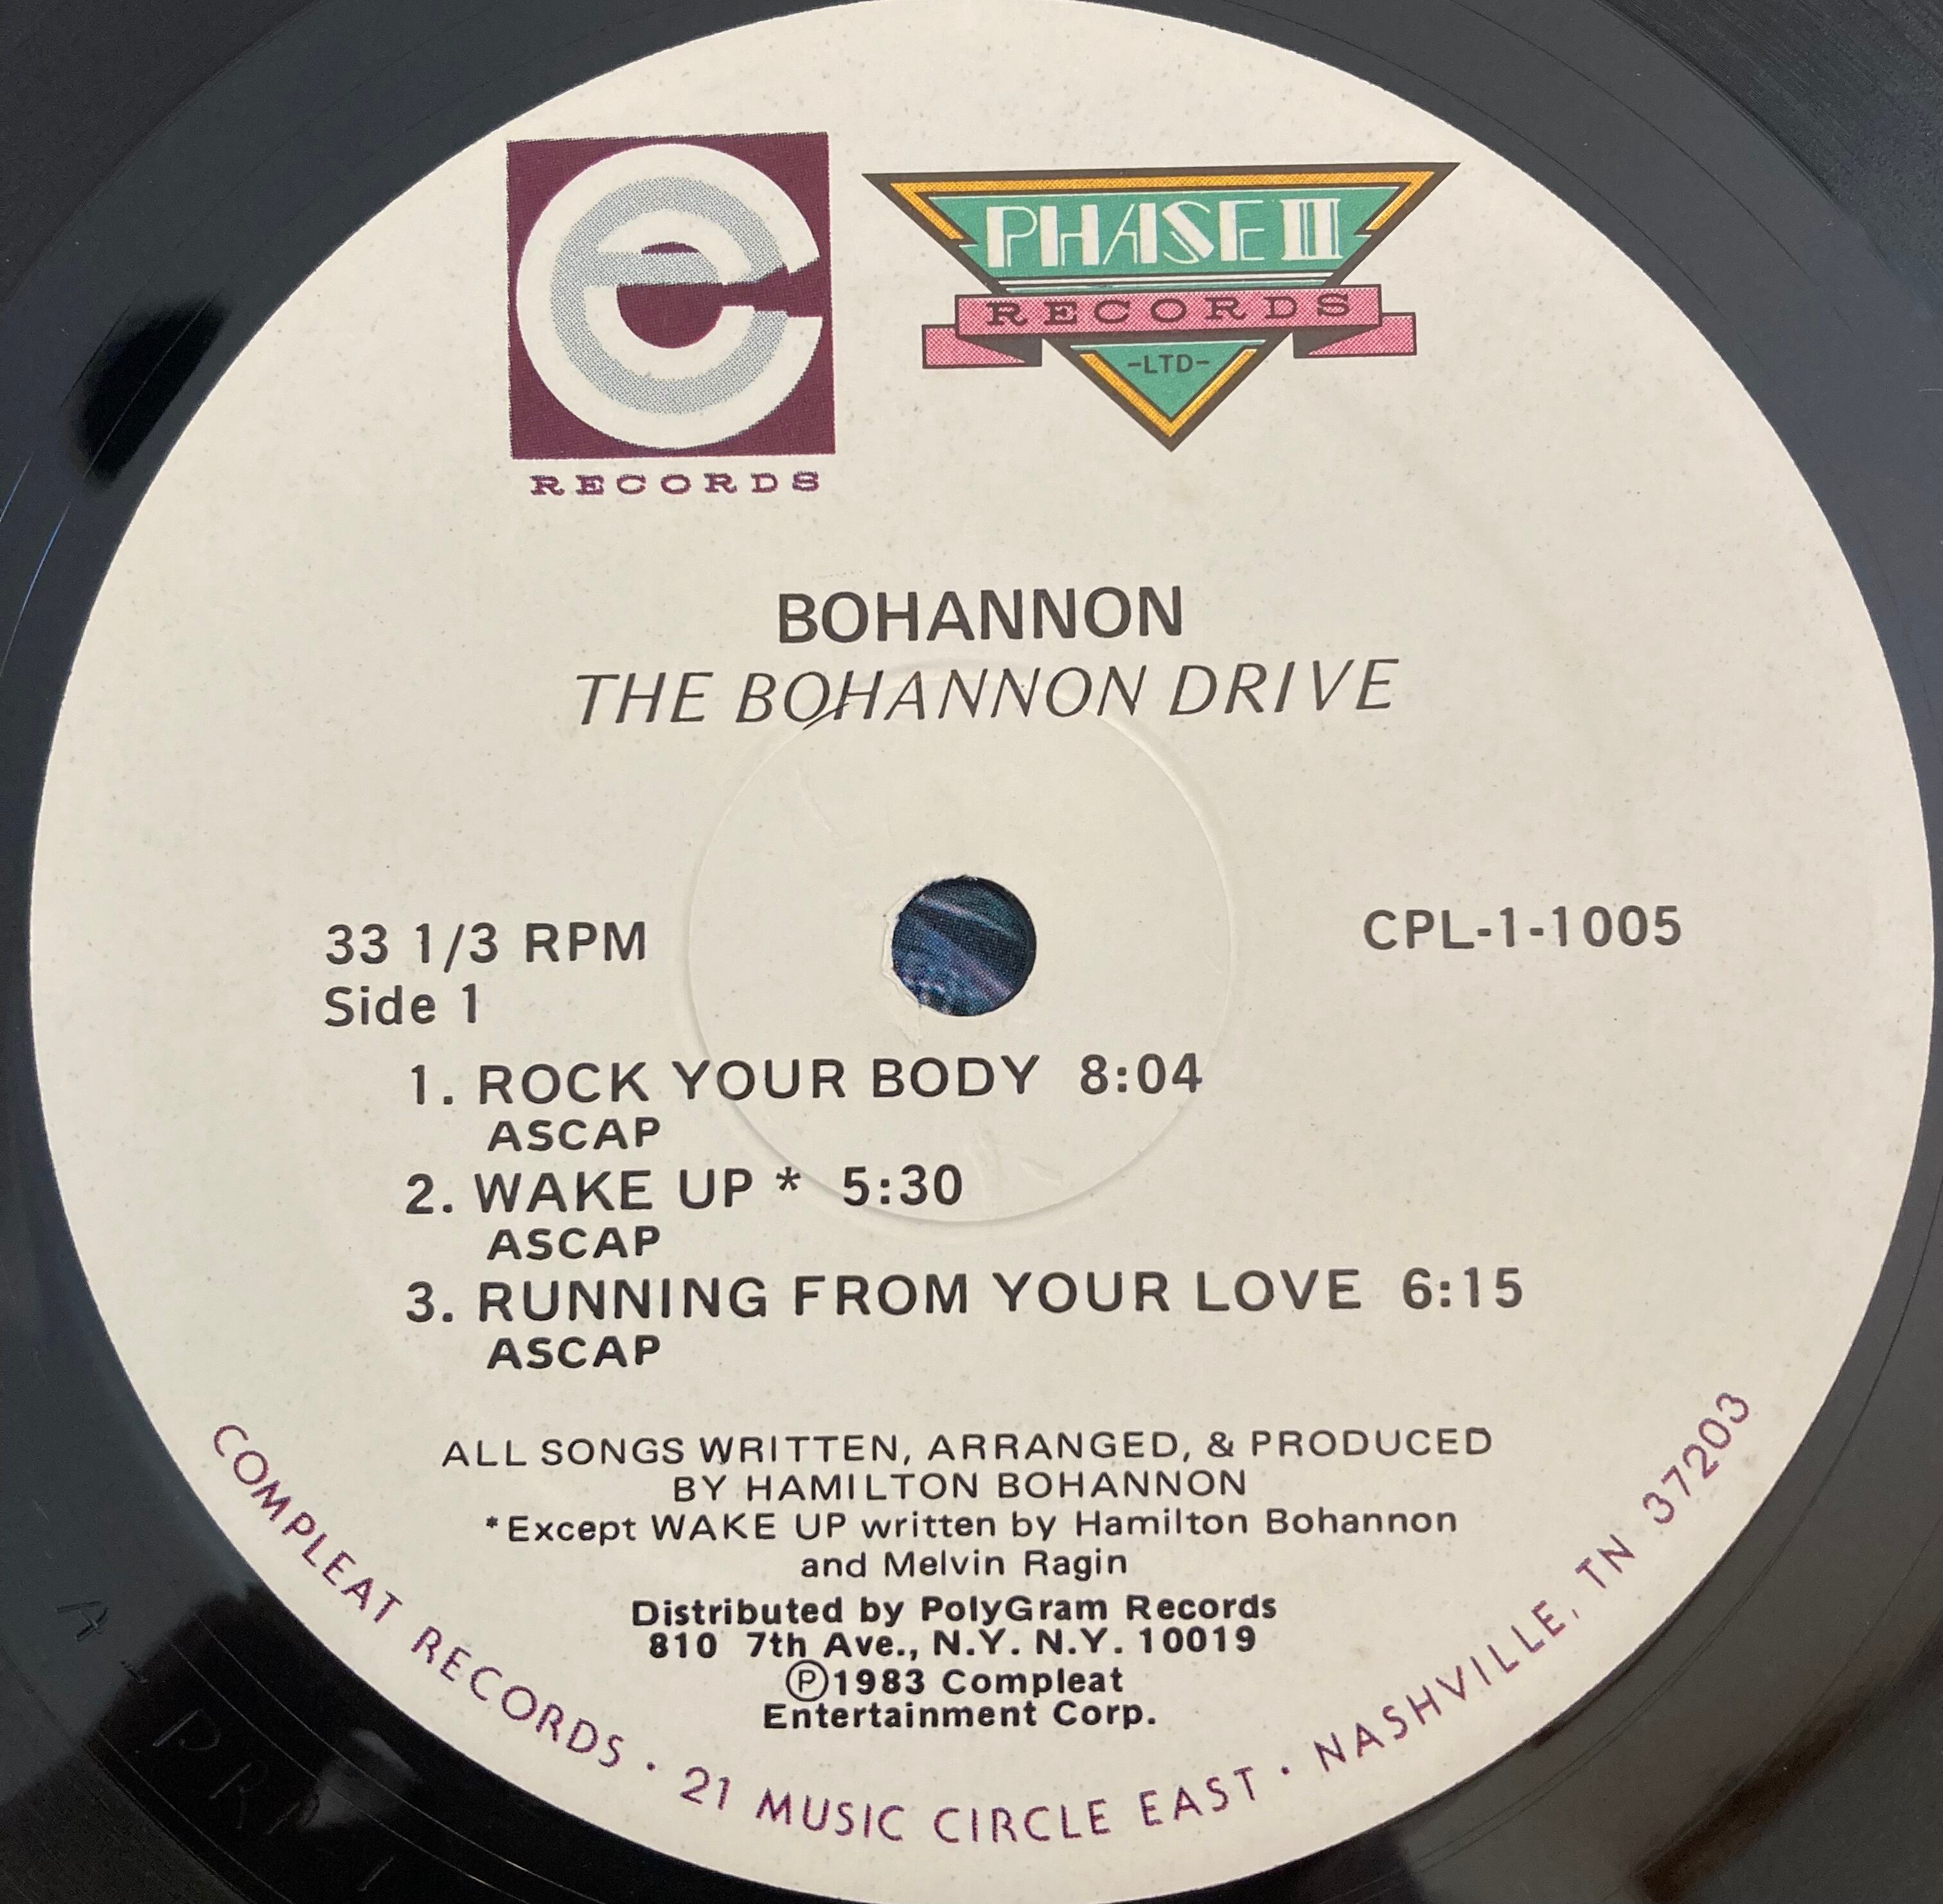 RECORDS
PHASE II
RECORDS
-LTD-
BOHANNON
THE BOHANNON DRIVE
33 1/3 RPM
CPL-1-1005
Side 1
1. ROCK YOUR BODY 8:04
ASCAP
2. WAKE UP * 5:30
ASCAP
3. RUNNING FROM YOUR LOVE 6:15
ASCAP
ALL SONGS WRITTEN, ARRANGED, & PRODUCED
BY HAMILTON BOHANNON
*Except WAKE UP written by Hamilton Bohannon
and Melvin Ragin
Distributed by PolyGram Records
810 7th Ave., N.Y. N.Y. 10019
Ⓟ1983 Compleat
Entertainment Corp.
COMPLEAT RECORDS · 21 MUSIC CIRCLE EAST · NASHVILLE, TN 37203